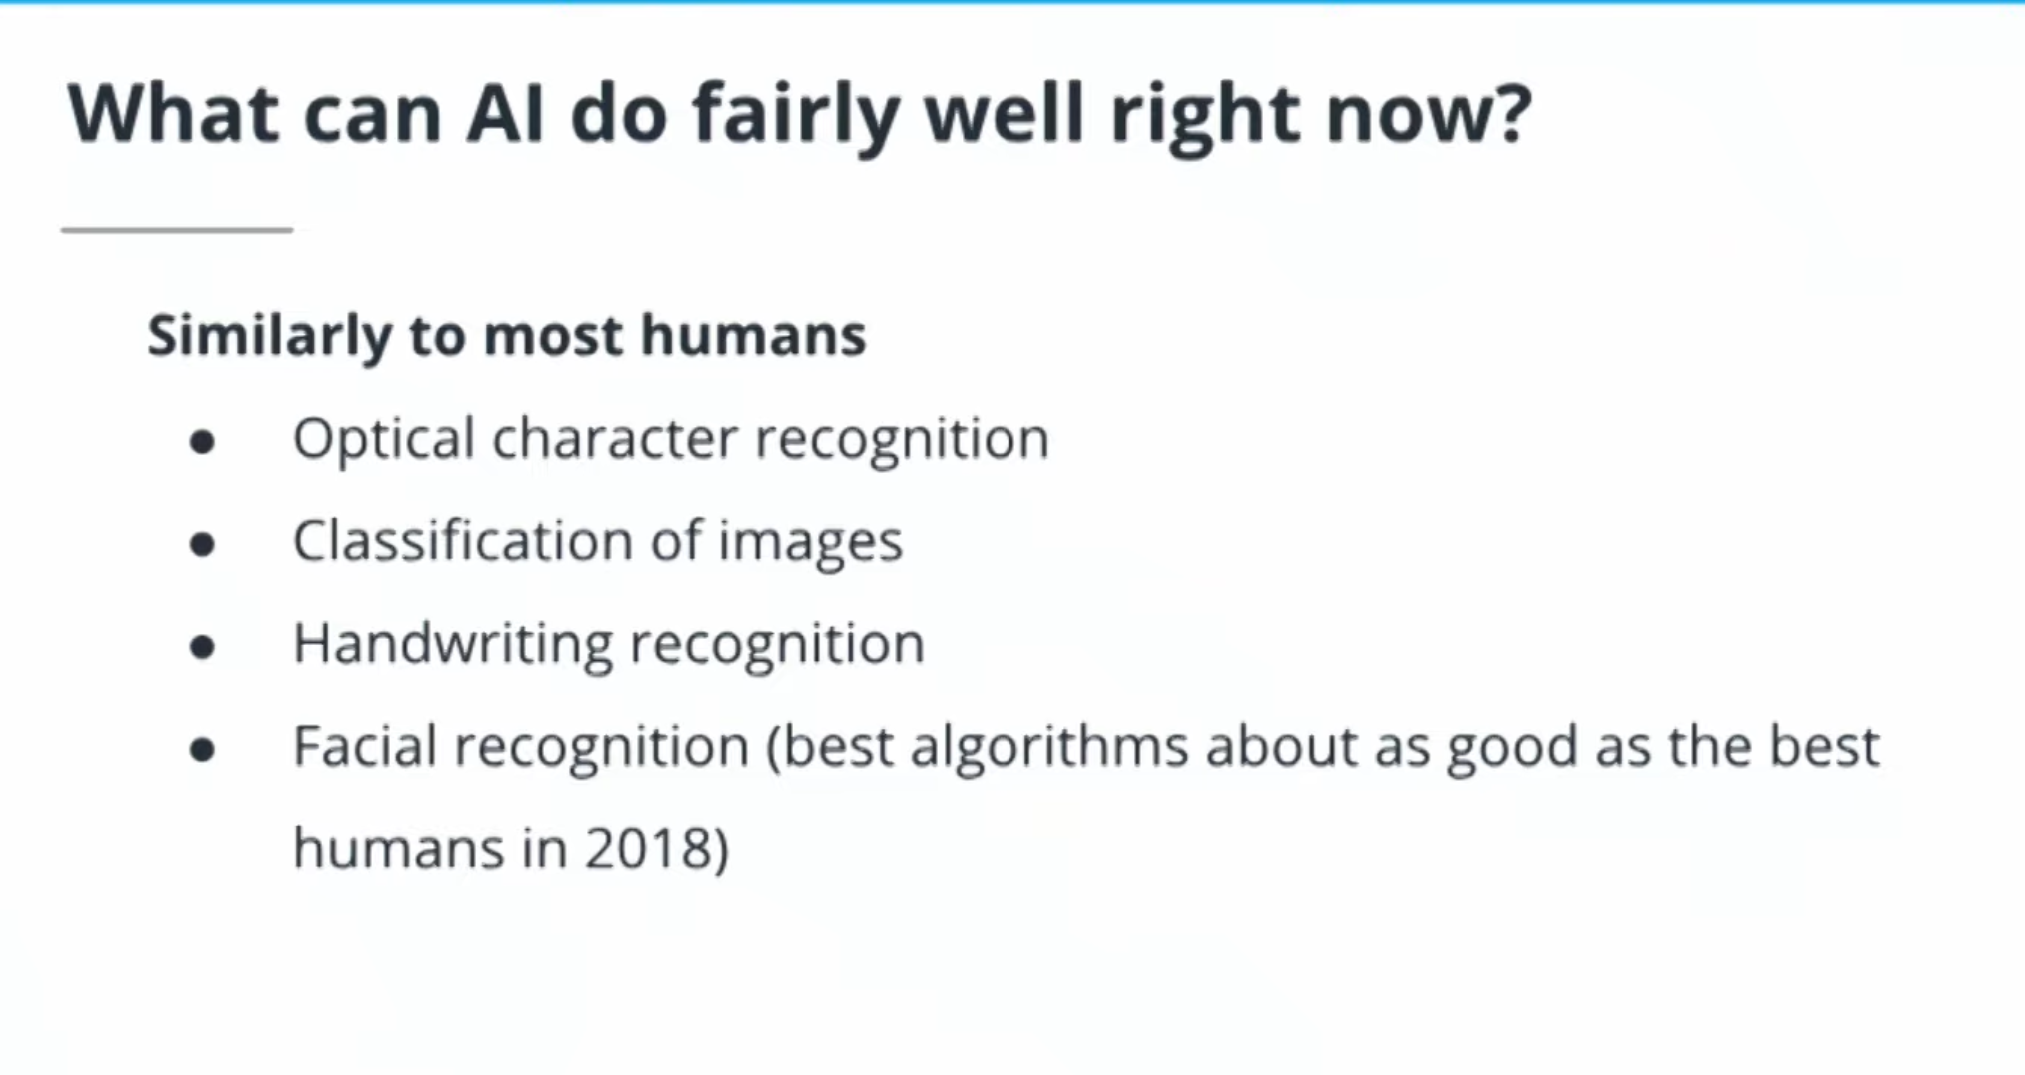 What can AI do fairly well right now?
Similarly to most humans
● Optical character recognition
● Classification of images
● Handwriting recognition
● Facial recognition (best algorithms about as good as the best
humans in 2018)